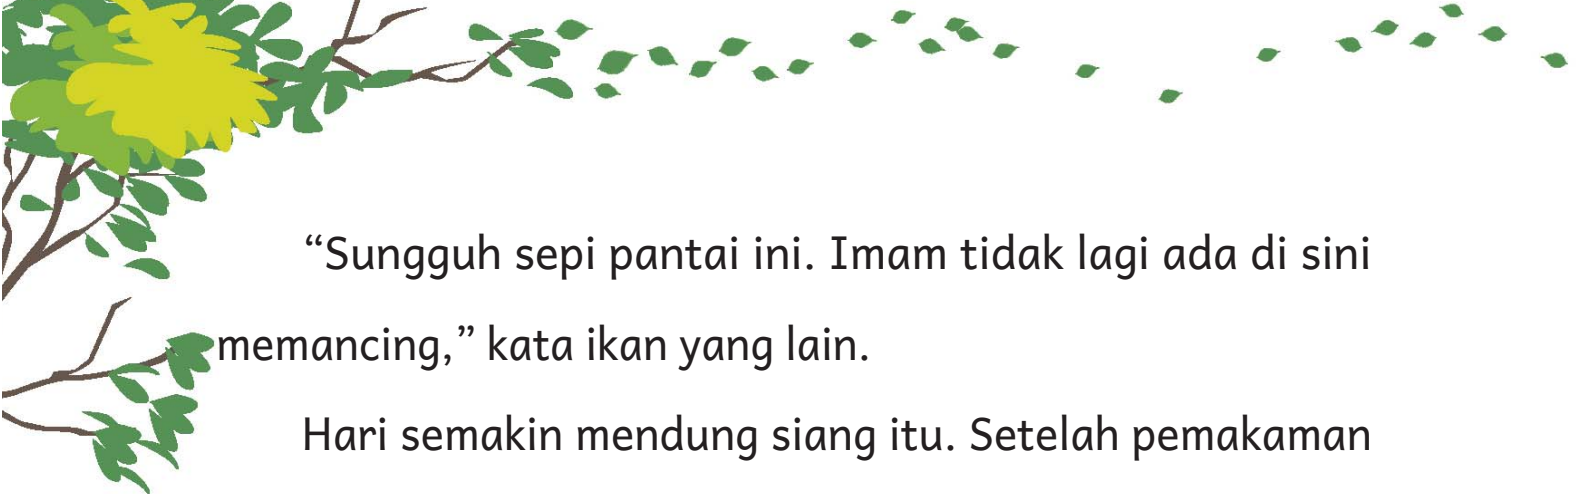 “Sungguh sepi pantai ini. Imam tidak lagi ada di sini
memancing,” kata ikan yang lain.
Hari semakin mendung siang itu. Setelah pemakaman